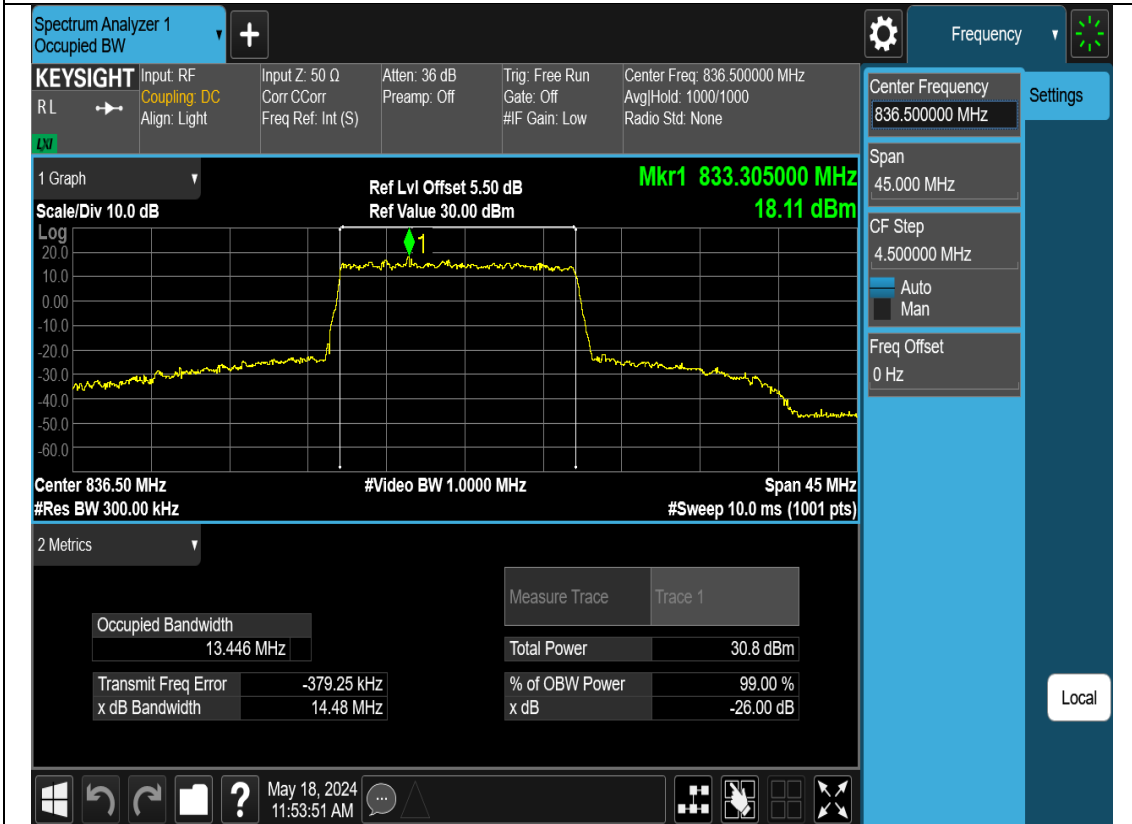 Spectrum Analyzer 1
Occupied BW
Frequency
KEYSIGHT
RL
LXI
Input: RF
Coupling: DC
Align: Light
Input Z: 50 Ω
Corr CCorr
Freq Ref: Int (S)
Atten: 36 dB
Preamp: Off
Trig: Free Run
Gate: Off
#IF Gain: Low
Center Freq: 836.500000 MHz
Avg|Hold: 1000/1000
Radio Std: None
Center Frequency
836.500000 MHz
Settings
Span
45.000 MHz
CF Step
4.500000 MHz
Auto
Man
Freq Offset
0 Hz
Local
1 Graph
Scale/Div 10.0 dB
Ref Lvl Offset 5.50 dB
Ref Value 30.00 dBm
Mkr1 833.305000 MHz
18.11 dBm
Log
1
20.0
10.0
0.00
-10.0
-20.0
-30.0
-40.0
-50.0
-60.0
Center 836.50 MHz
#Video BW 1.0000 MHz
Span 45 MHz
#Res BW 300.00 kHz
#Sweep 10.0 ms (1001 pts)
2 Metrics
Measure Trace Trace 1
Occupied Bandwidth
13.446 MHz
Total Power 30.8 dBm
Transmit Freq Error -379.25 kHz
% of OBW Power 99.00 %
x dB Bandwidth 14.48 MHz
x dB -26.00 dB
May 18, 2024
11:53:51 AM